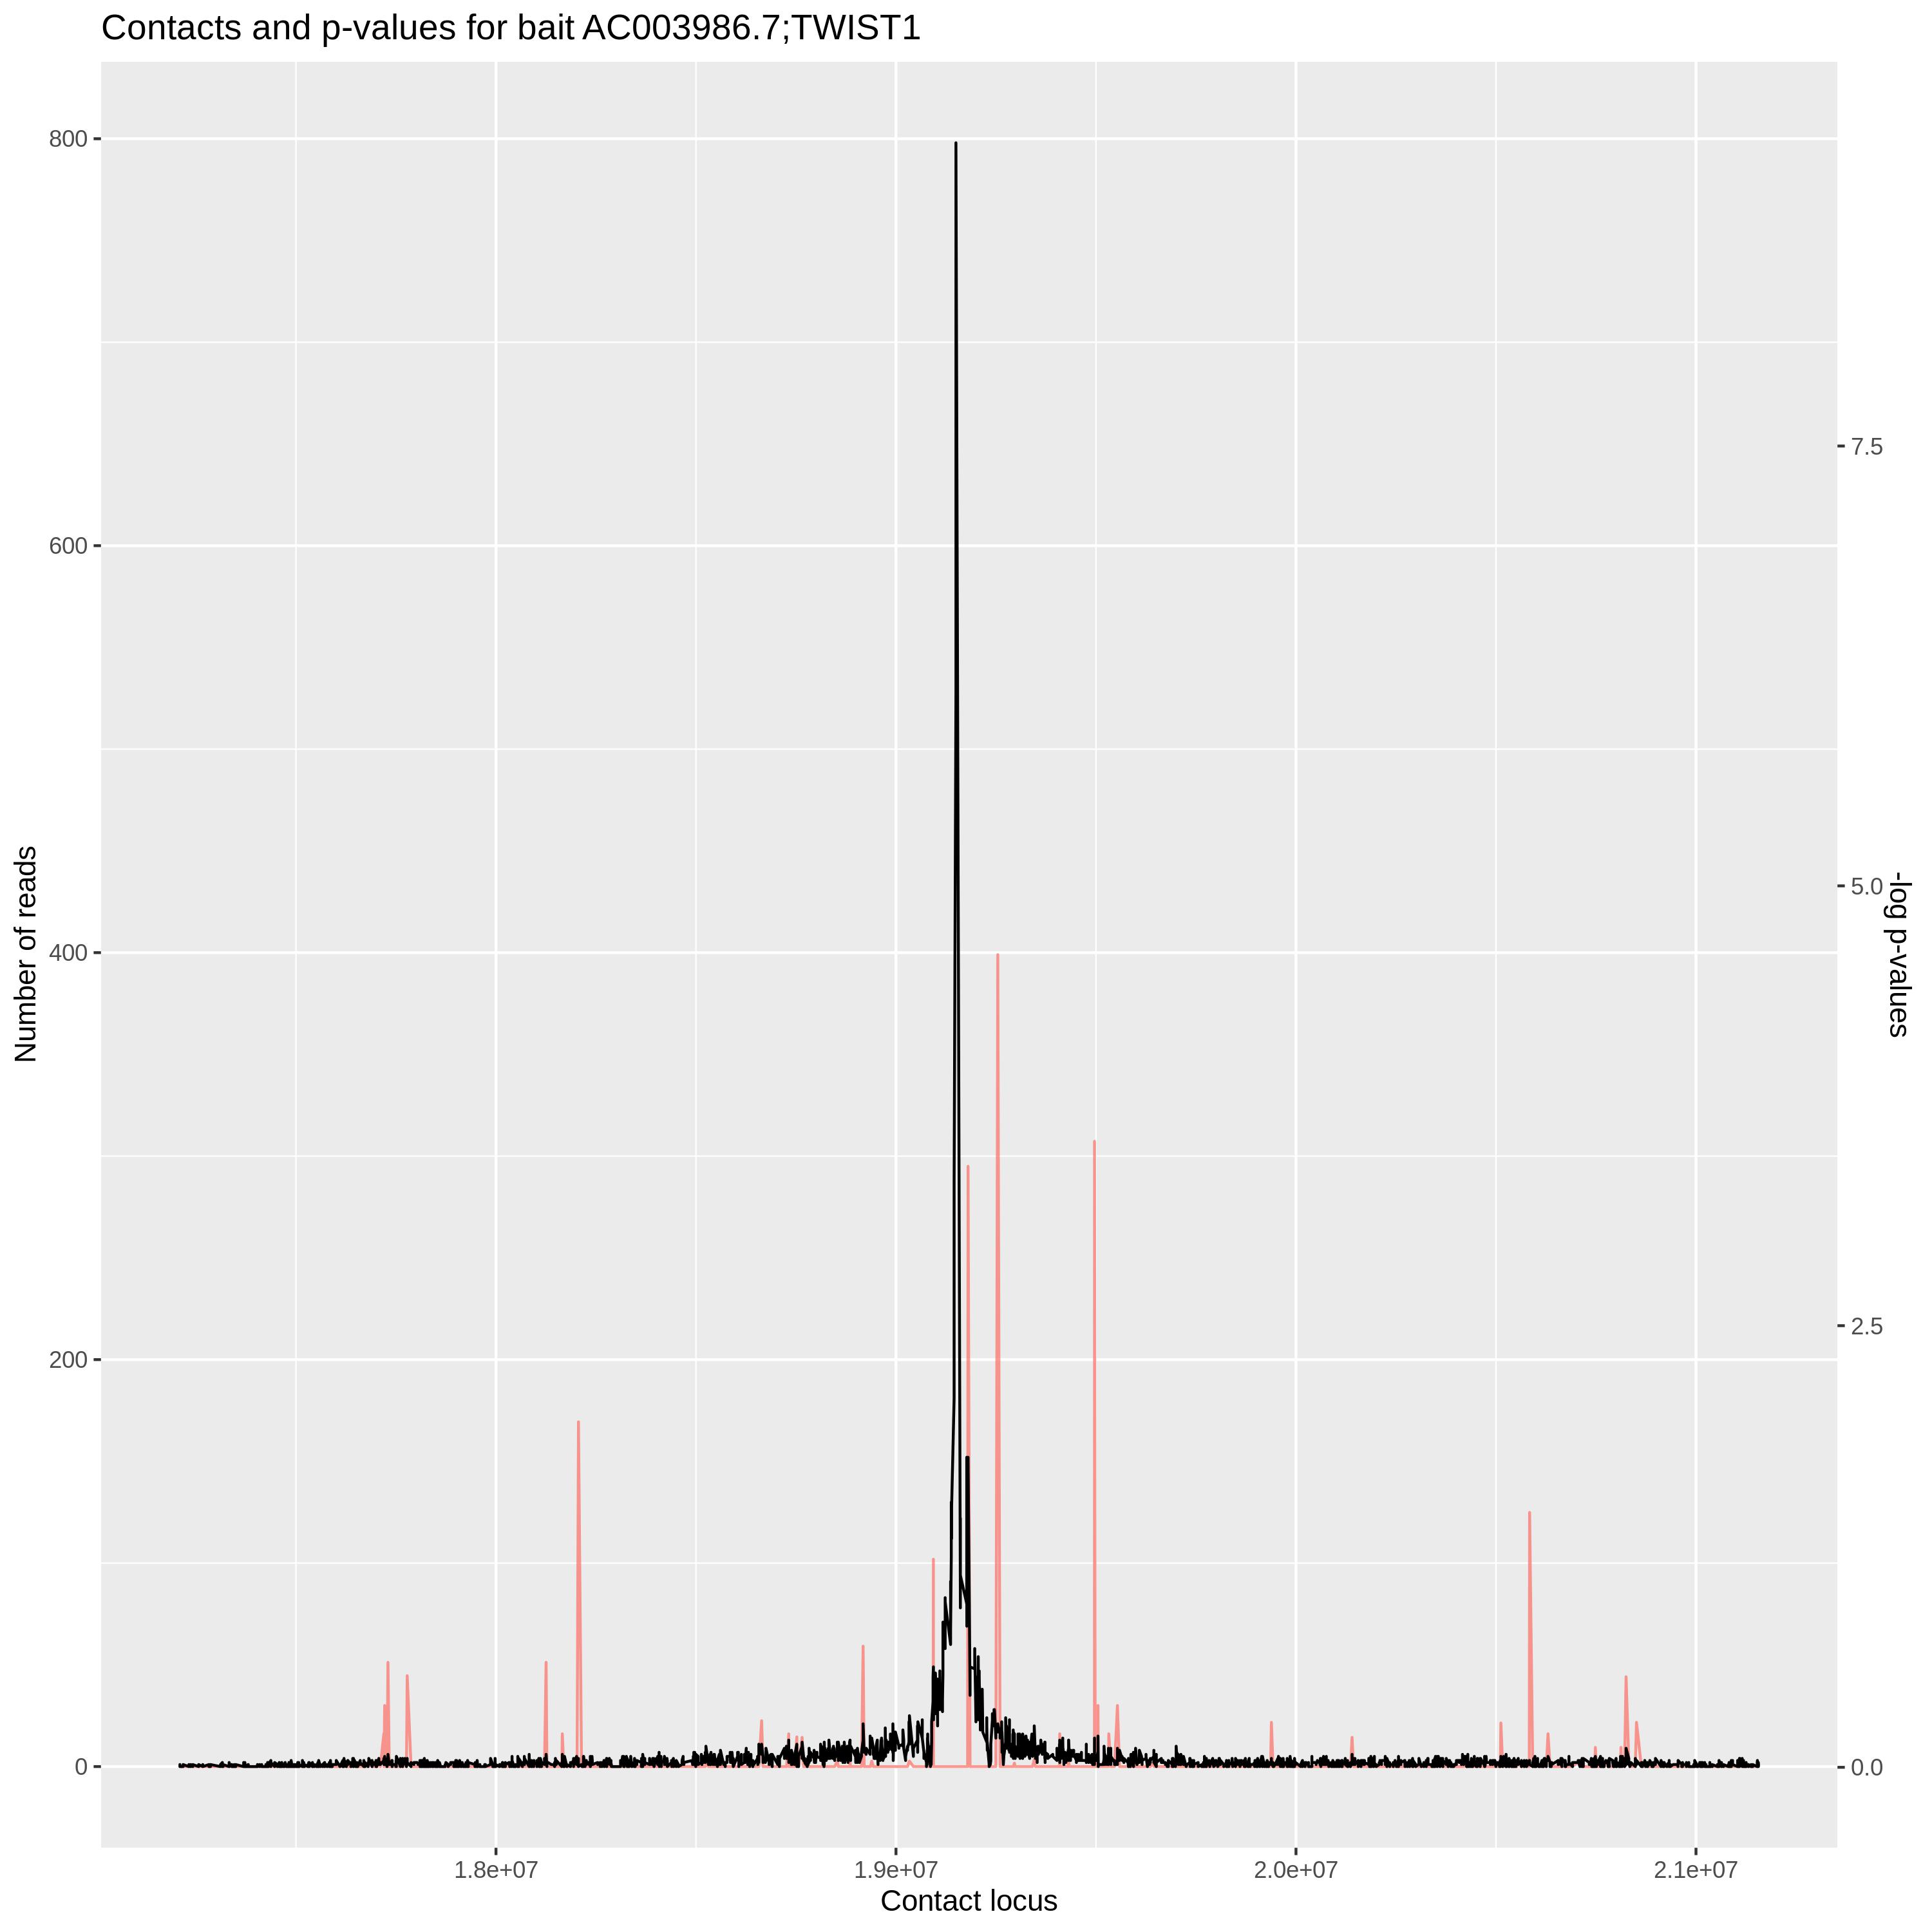 Contacts and p-values for bait AC003986.7;TWIST1
800
600
400
200
0
Number of reads
7.5
5.0
2.5
0.0
-log p-values
1.8e+07
1.9e+07
2.0e+07
2.1e+07
Contact locus